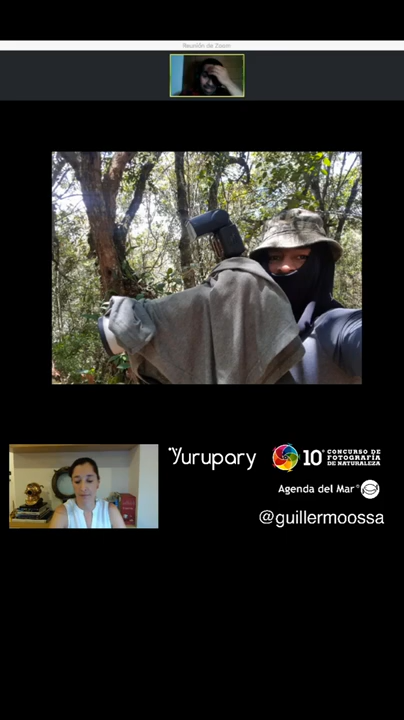 Reunión de Zoom
Yurupary
10° CONCURSO DE
FOTOGRAFÍA
DE NATURALEZA
Agenda del Mar®
@guillermoossa